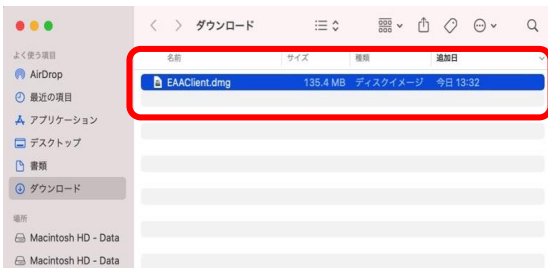 ダウンロード
よく使う項目
AirDrop
最近の項目
アプリケーション
デスクトップ
書類
ダウンロード
場所
Macintosh HD - Data
Macintosh HD - Data
名前 サイズ 種類 追加日
EAAClient.dmg 135.4 MB ディスクイメージ 今日 13:32